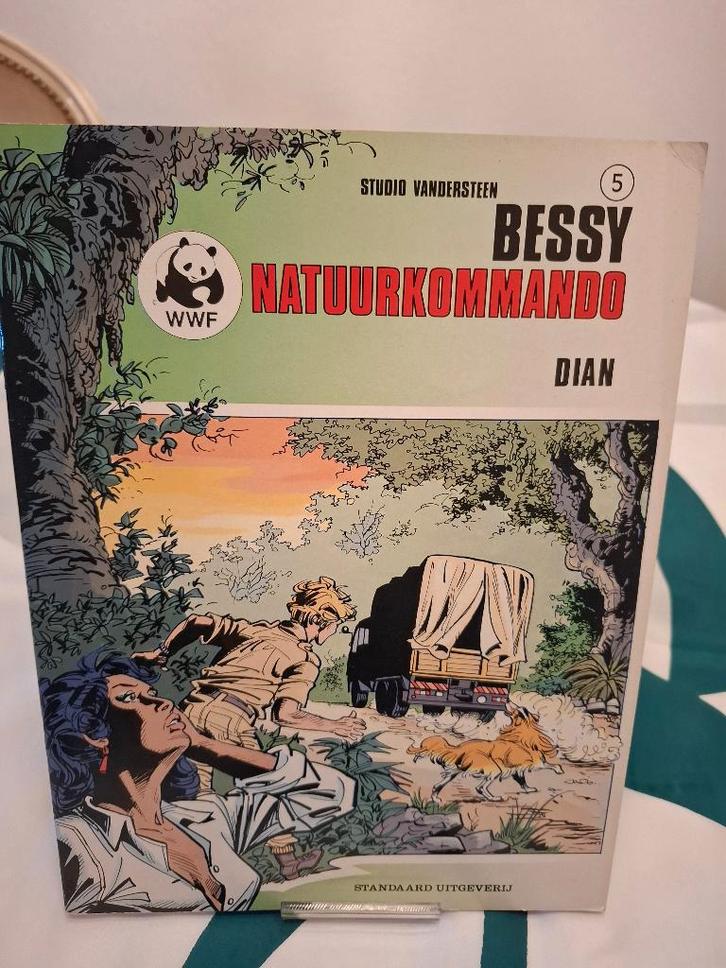 STUDIO VANDERSTEEN
5
BESSY
NATUURKOMMANDO
WWF
DIAN
STANDAARD UITGEVERIJ